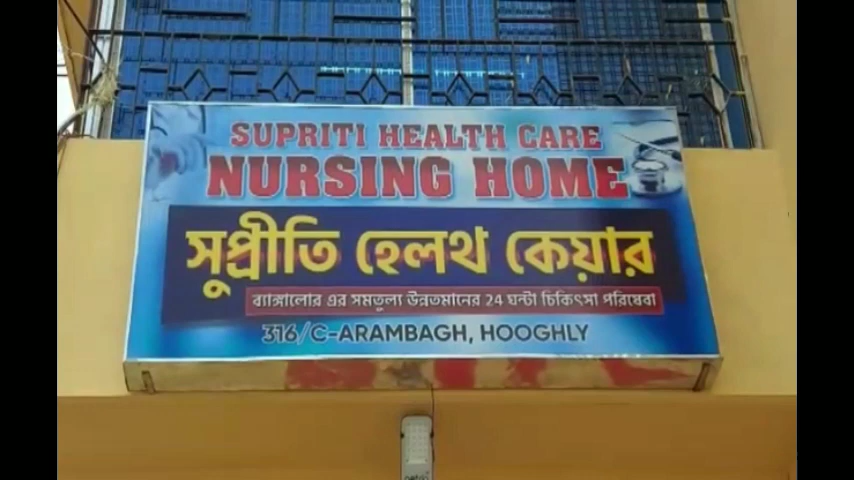 SUPRITI HEALTH CARE
NURSING HOME
সুপ্রীতি হেলথ কেয়ার
ব্যাঙ্গালোর এর সমতুল্য উন্নতমানের 24 ঘন্টা চিকিৎসা পরিষেবা
316/C-ARAMBAGH, HOOGHLY